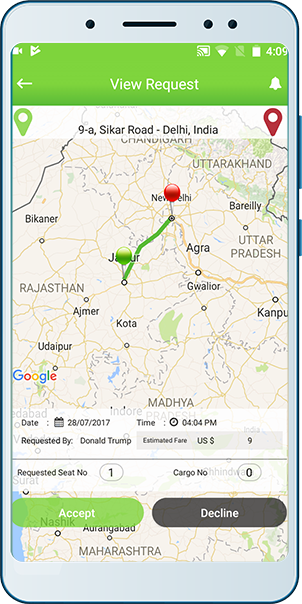 4:09
View Request
9-a, Sikar Road - Delhi, India
CHANDIGARH
UTTARAKHAND
New Delhi
Bikaner
Bareilly
Jaipur
Agra
UTTAR
PRADESH
RAJASTHAN
Gwalior
Ajmer
Kanpu
Kota
Udaipur
Google
MADHYA
PRADESH
Indore
Date : 28/07/2017 Time : 04:04 PM
Requested By: Donald Trump Estimated Fare US $ 9
Requested Seat No 1 Cargo No 0
Surat
Accept Decline
Nashik
Aurangabad
MAHARASHTRA